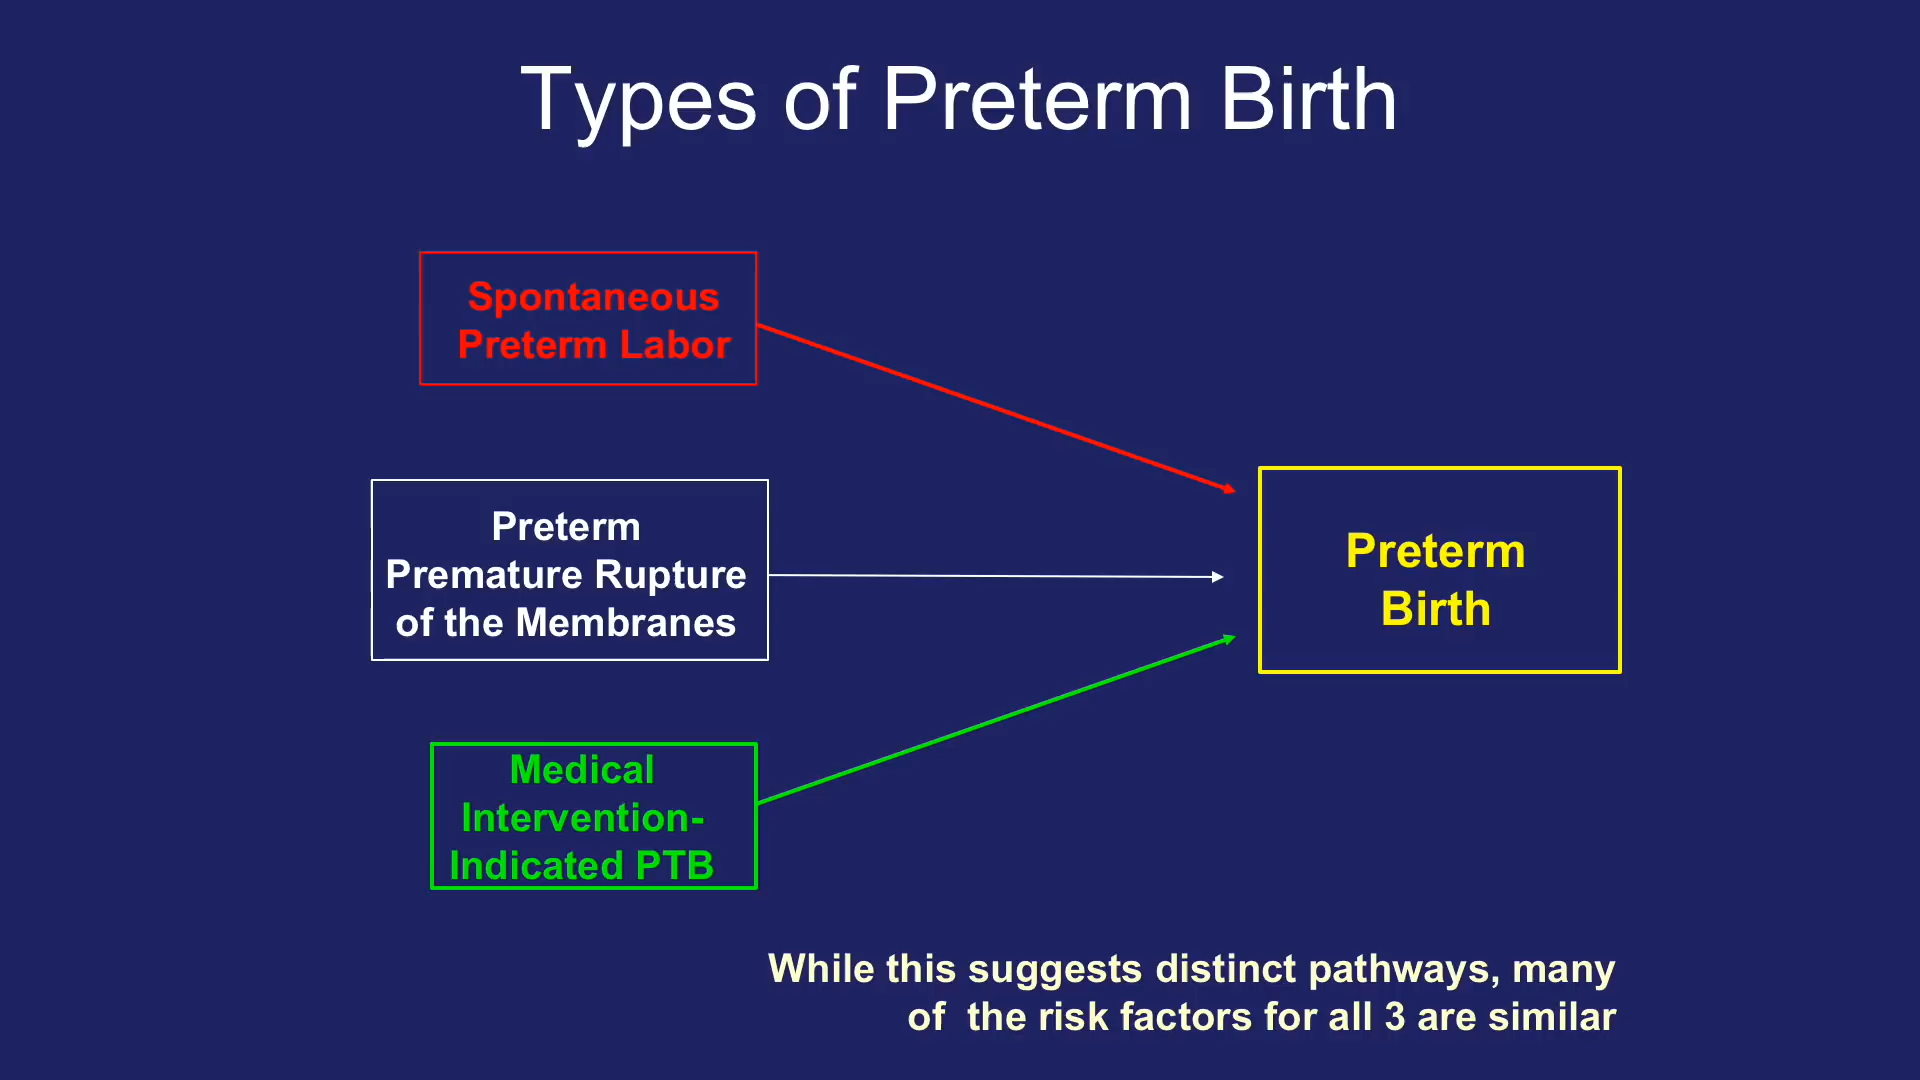 Types of Preterm Birth
Spontaneous
Preterm Labor
Preterm
Premature Rupture
of the Membranes
Medical
Intervention-
Indicated PTB
Preterm
Birth
While this suggests distinct pathways, many
of the risk factors for all 3 are similar